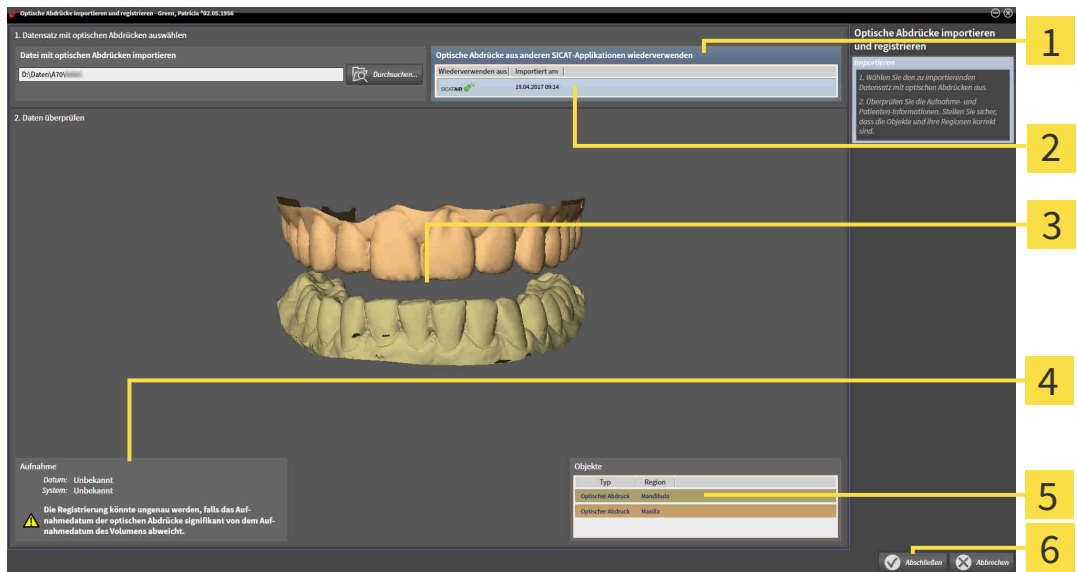 Optische Abdrücke importieren und registrieren - Green, Patricia *02.05.1956
1. Datensatz mit optischen Abdrücken auswählen
Datei mit optischen Abdrücken importieren
D:\Daten\A70\
Durchsuchen...
Optische Abdrücke aus anderen SICAT-Applikationen wiederverwenden
Wiederverwenden aus Importiert am
SICAT AIR 19.04.2017 09:14
2. Daten überprüfen
Aufnahme
Datum: Unbekannt
System: Unbekannt
Die Registrierung könnte ungenau werden, falls das Auf-
nahmedatum der optischen Abdrücke signifikant von dem Auf-
nahmedatum des Volumens abweicht.
Objekte
Typ Region
Optischer Abdruck Mandibula
Optischer Abdruck Maxilla
Optische Abdrücke importieren
und registrieren
Importieren
1. Wählen Sie den zu importierenden
Datensatz mit optischen Abdrücken aus.
2. Überprüfen Sie die Aufnahme- und
Patienten-Informationen. Stellen Sie sicher,
dass die Objekte und ihre Regionen korrekt
sind.
Abschließen
Abbrechen
1
2
3
4
5
6